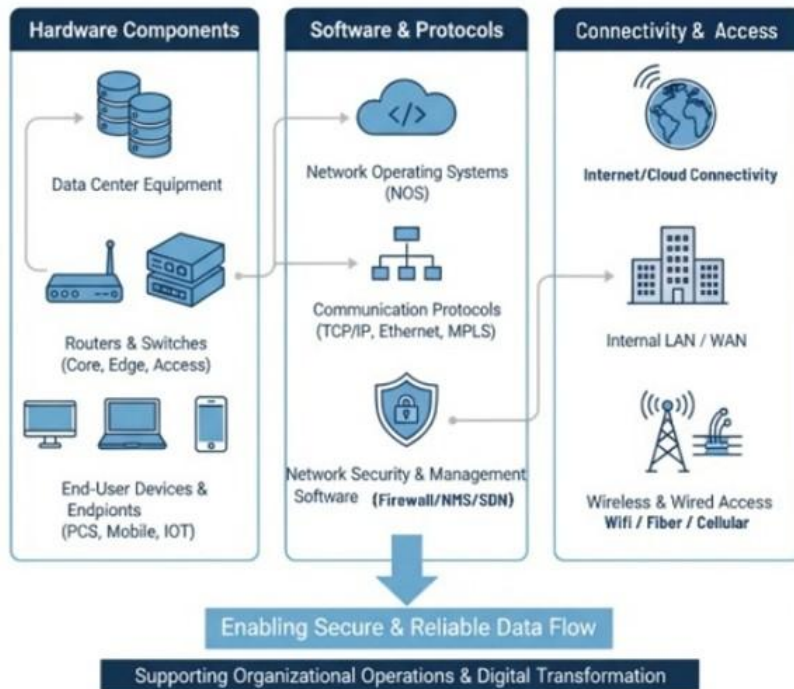 Hardware Components
Data Center Equipment
Routers & Switches
(Core, Edge, Access)
End-User Devices &
Endpionts
(PCS, Mobile, IOT)
Software & Protocols
</>
Network Operating Systems
(NOS)
Communication Protocols
(TCP/IP, Ethernet, MPLS)
Network Security & Management
Software (Firewall/NMS/SDN)
Connectivity & Access
Internet/Cloud Connectivity
Internal LAN / WAN
Wireless & Wired Access
Wifi / Fiber / Cellular
Enabling Secure & Reliable Data Flow
Supporting Organizational Operations & Digital Transformation